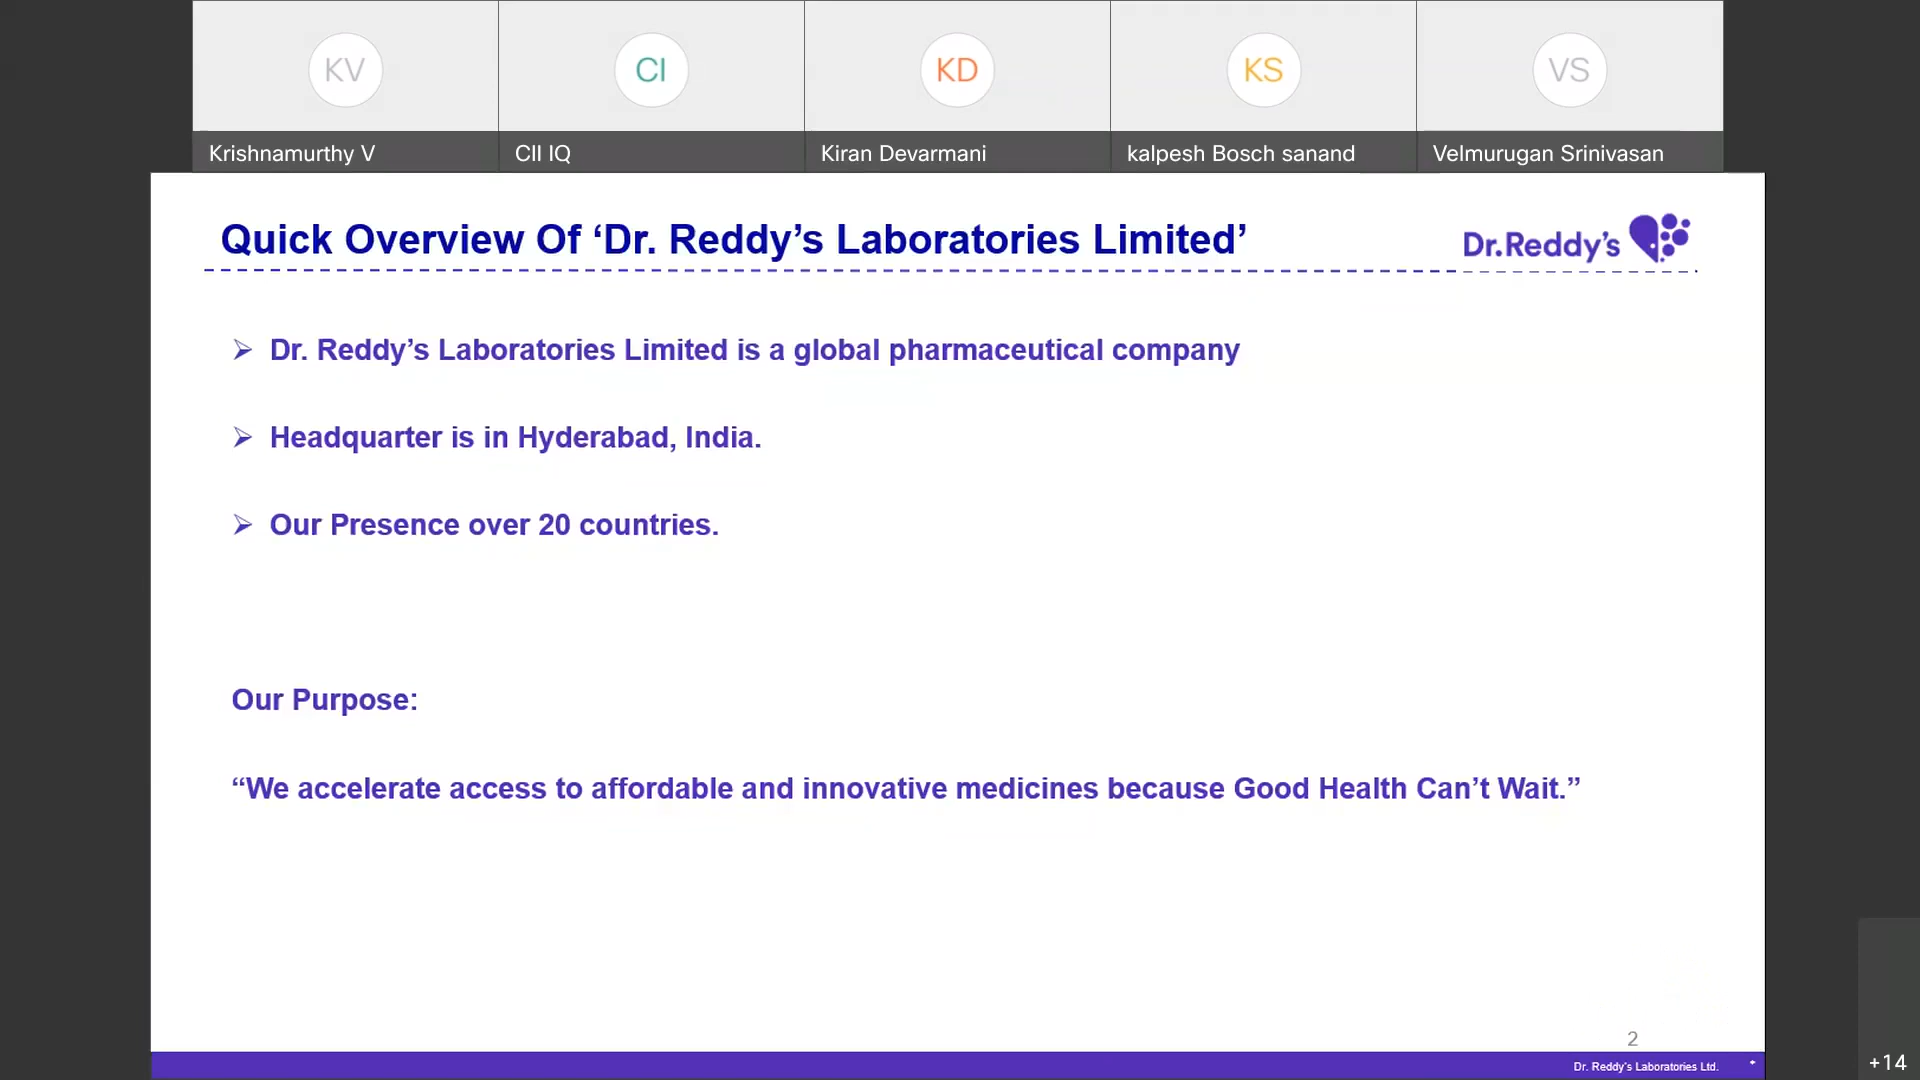 KV
CI
KD
KS
VS
Krishnamurthy V
CII IQ
Kiran Devarmani
kalpesh Bosch sanand
Velmurugan Srinivasan
Quick Overview Of ‘Dr. Reddy’s Laboratories Limited’
Dr.Reddy’s
Dr. Reddy’s Laboratories Limited is a global pharmaceutical company
Headquarter is in Hyderabad, India.
Our Presence over 20 countries.
Our Purpose:
“We accelerate access to affordable and innovative medicines because Good Health Can’t Wait.”
2
Dr. Reddy’s Laboratories Ltd.
+14